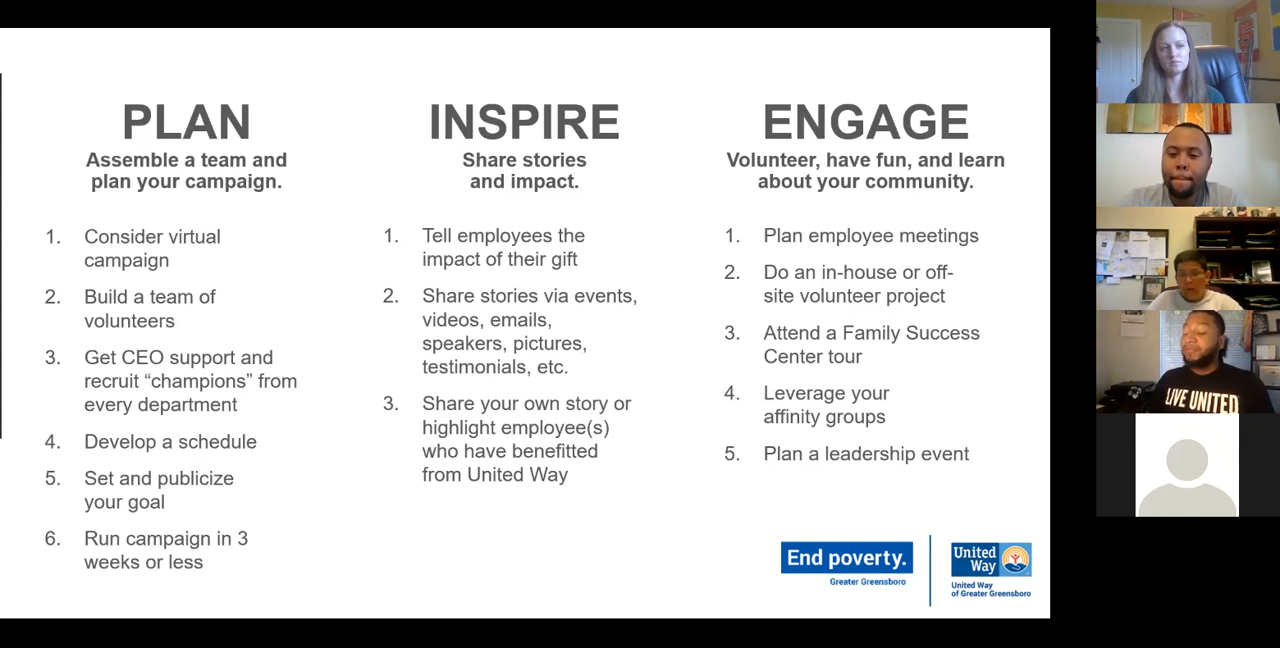 PLAN
Assemble a team and
plan your campaign.
1. Consider virtual
campaign
2. Build a team of
volunteers
3. Get CEO support and
recruit “champions” from
every department
4. Develop a schedule
5. Set and publicize
your goal
6. Run campaign in 3
weeks or less
INSPIRE
Share stories
and impact.
1. Tell employees the
impact of their gift
2. Share stories via events,
videos, emails,
speakers, pictures,
testimonials, etc.
3. Share your own story or
highlight employee(s)
who have benefitted
from United Way
ENGAGE
Volunteer, have fun, and learn
about your community.
1. Plan employee meetings
2. Do an in-house or off-
site volunteer project
3. Attend a Family Success
Center tour
4. Leverage your
affinity groups
5. Plan a leadership event
End poverty.
Greater Greensboro
United
Way
United Way
of Greater Greensboro
LIVE UNITED